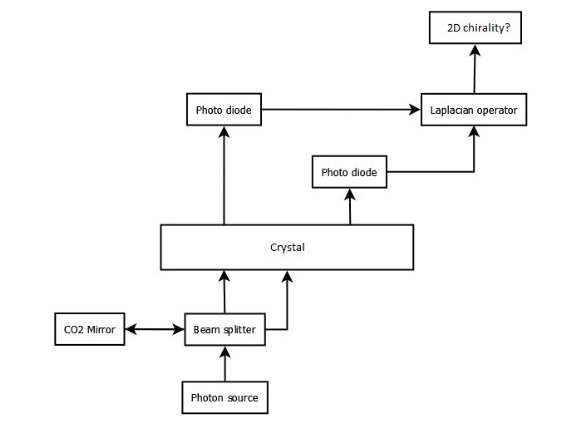 2D chirality?
Photo diode
Laplacian operator
Photo diode
Crystal
CO2 Mirror
Beam splitter
Photon source